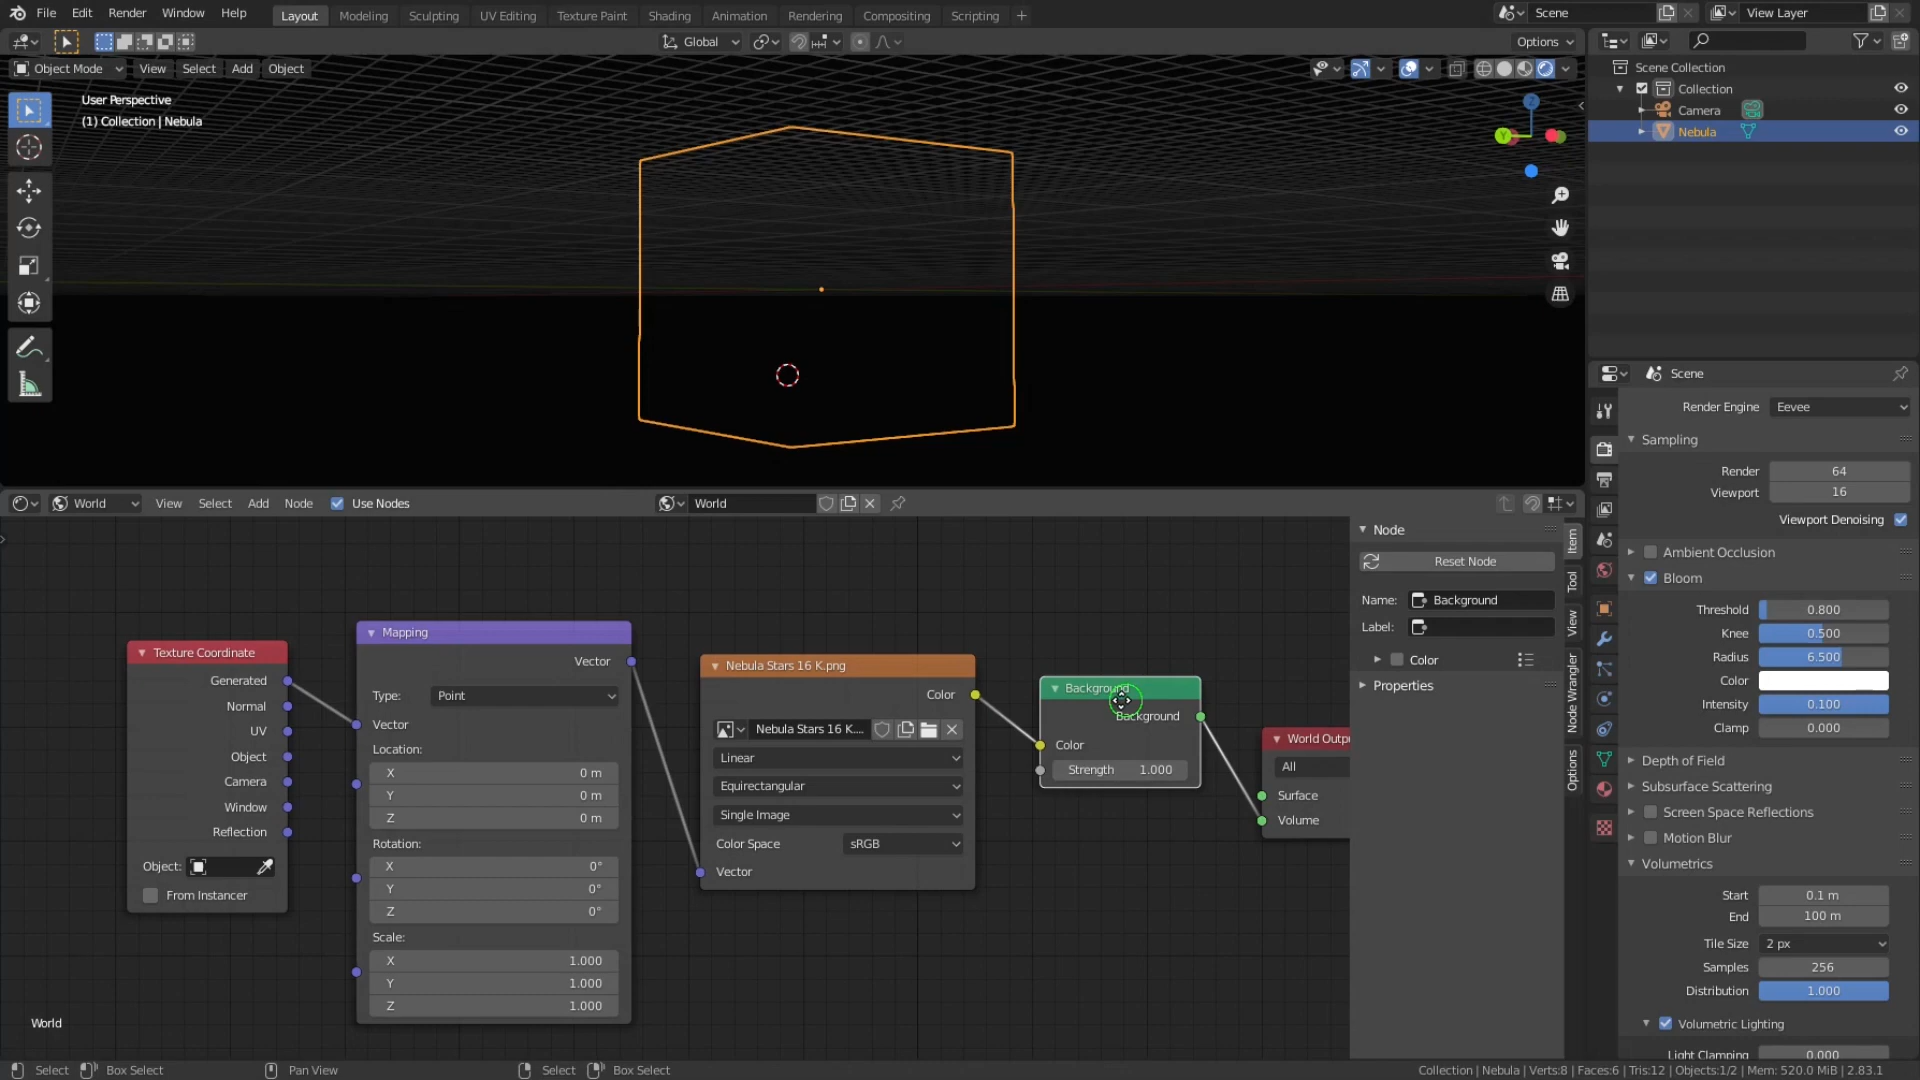 File Edit Render Window Help Layout Modeling Sculpting UV Editing Texture Paint Shading Animation Rendering Compositing Scripting + Scene View Layer
Global Options
Object Mode View Select Add Object
User Perspective
(1) Collection | Nebula
Z
Y
Scene Collection
Collection
Camera
Nebula
Scene
Render Engine Eevee
Sampling
Render 64
Viewport 16
Viewport Denoising
Ambient Occlusion
Bloom
Threshold 0.800
Knee 0.500
Radius 6.500
Color
Intensity 0.100
Clamp 0.000
Depth of Field
Subsurface Scattering
Screen Space Reflections
Motion Blur
Volumetrics
Start 0.1 m
End 100 m
Tile Size 2 px
Samples 256
Distribution 1.000
Volumetric Lighting
Light Clamping 0.000
World View Select Add Node Use Nodes World
Texture Coordinate
Generated
Normal
UV
Object
Camera
Window
Reflection
Object:
From Instancer
Mapping
Vector
Type: Point
Vector
Location:
X 0 m
Y 0 m
Z 0 m
Rotation:
X 0°
Y 0°
Z 0°
Scale:
X 1.000
Y 1.000
Z 1.000
Nebula Stars 16 K.png
Color
Nebula Stars 16 K....
Linear
Equirectangular
Single Image
Color Space sRGB
Vector
Background
Background
Color
Strength 1.000
World Outp
All
Surface
Volume
Node
Reset Node
Name: Background
Label:
Color
Properties
Item
Tool
View
Node Wrangler
Options
World
Select Box Select Pan View Select Box Select Collection | Nebula | Verts:8 | Faces:6 | Tris:12 | Objects:1/2 | Mem: 520.0 MiB | 2.83.1